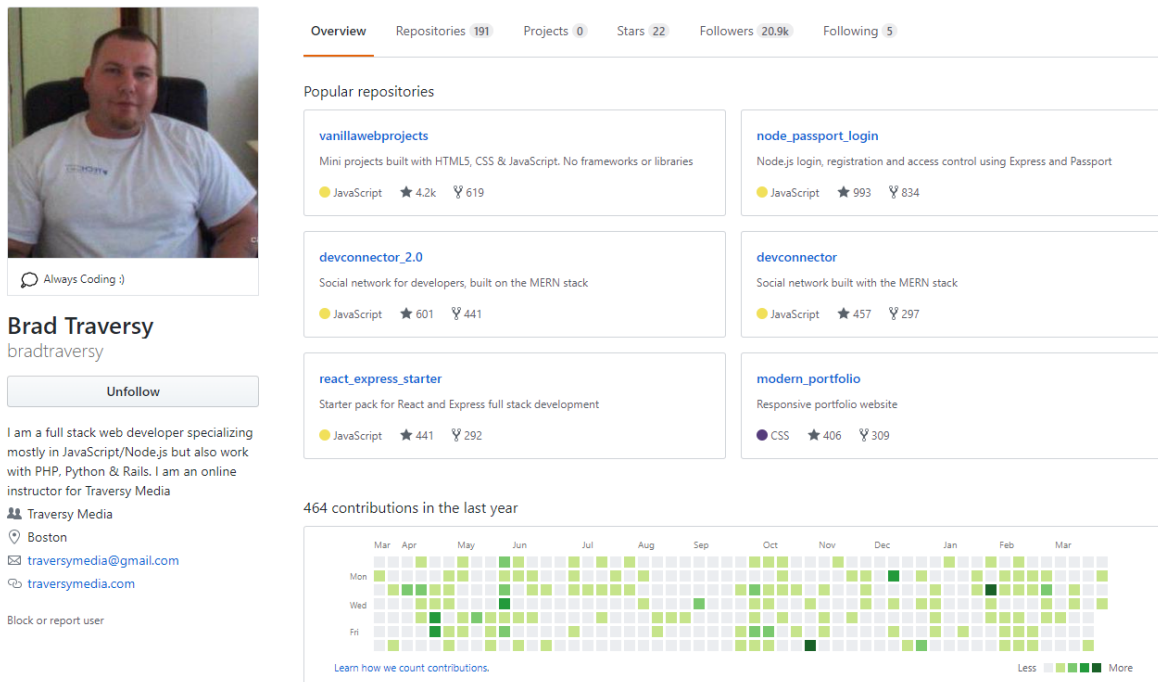 Overview Repositories 191 Projects 0 Stars 22 Followers 20.9k Following 5
Always Coding :)
Brad Traversy
bradtraversy
Unfollow
I am a full stack web developer specializing
mostly in JavaScript/Node.js but also work
with PHP, Python & Rails. I am an online
instructor for Traversy Media
Traversy Media
Boston
traversymedia@gmail.com
traversymedia.com
Block or report user
Popular repositories
vanillawebprojects
Mini projects built with HTML5, CSS & JavaScript. No frameworks or libraries
JavaScript 4.2k 619
node_passport_login
Node.js login, registration and access control using Express and Passport
JavaScript 993 834
devconnector_2.0
Social network for developers, built on the MERN stack
JavaScript 601 441
devconnector
Social network built with the MERN stack
JavaScript 457 297
react_express_starter
Starter pack for React and Express full stack development
JavaScript 441 292
modern_portfolio
Responsive portfolio website
CSS 406 309
464 contributions in the last year
Mar Apr May Jun Jul Aug Sep Oct Nov Dec Jan Feb Mar
Mon
Wed
Fri
Learn how we count contributions.
Less More